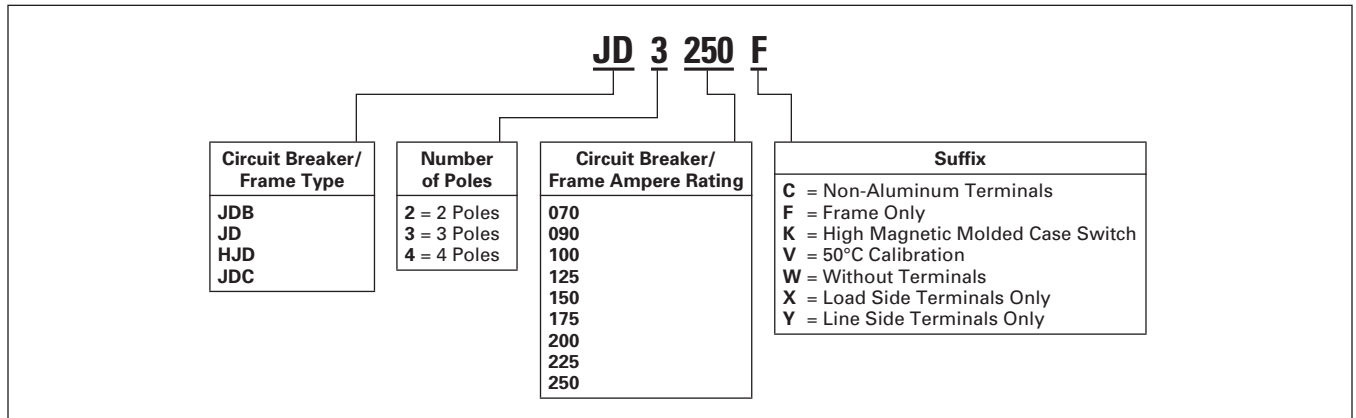 JD 3 250 F
Circuit Breaker/
Frame Type
JDB
JD
HJD
JDC
Number
of Poles
2 = 2 Poles
3 = 3 Poles
4 = 4 Poles
Circuit Breaker/
Frame Ampere Rating
070
090
100
125
150
175
200
225
250
Suffix
C = Non-Aluminum Terminals
F = Frame Only
K = High Magnetic Molded Case Switch
V = 50°C Calibration
W = Without Terminals
X = Load Side Terminals Only
Y = Line Side Terminals Only